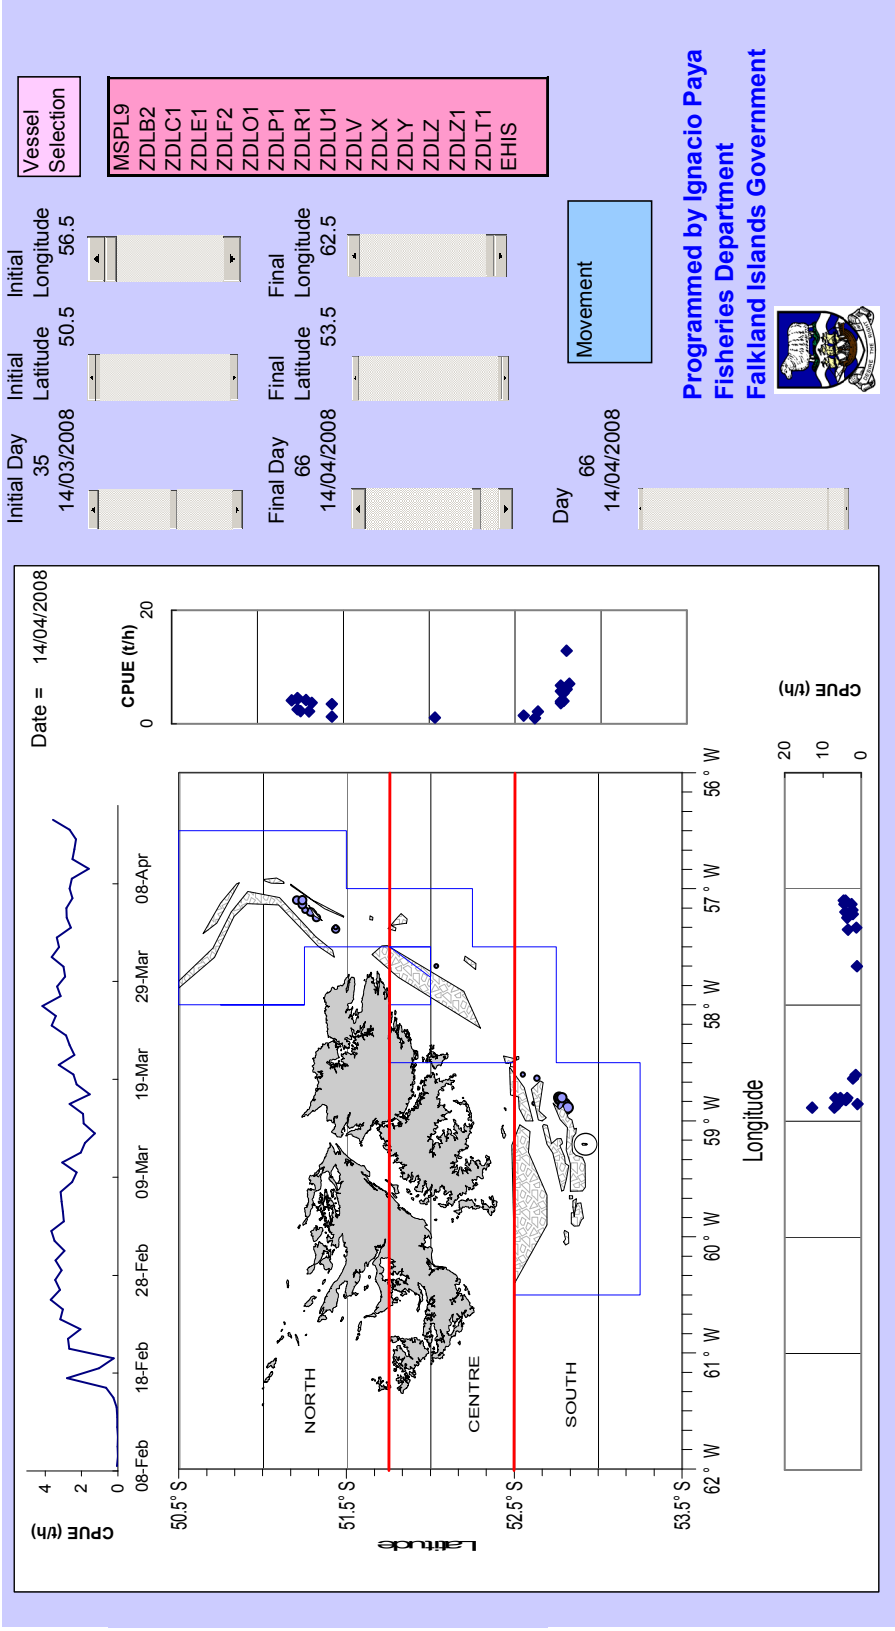 Date = 14/04/2008
CPUE (t/h)
4
2
0
08-Feb
18-Feb
28-Feb
09-Mar
19-Mar
29-Mar
08-Apr
Latitude
50.5° S
51.5° S
52.5° S
53.5° S
NORTH
CENTRE
SOUTH
62° W
61° W
60° W
59° W
58° W
57° W
56° W
Longitude
CPUE (t/h)
0
20
CPUE (t/h)
20
10
0
Initial Day
35
14/03/2008
Initial
Latitude
50.5
Initial
Longitude
56.5
Vessel
Selection
Final Day
66
14/04/2008
Final
Latitude
53.5
Final
Longitude
62.5
MSPL9
ZDLB2
ZDLC1
ZDLE1
ZDLF2
ZDLO1
ZDLP1
ZDLR1
ZDLU1
ZDLV
ZDLX
ZDLY
ZDLZ
ZDLZ1
ZDLT1
EHIS
Day
66
14/04/2008
Movement
Programmed by Ignacio Paya
Fisheries Department
Falkland Islands Government
DESIRE THE RIGHT